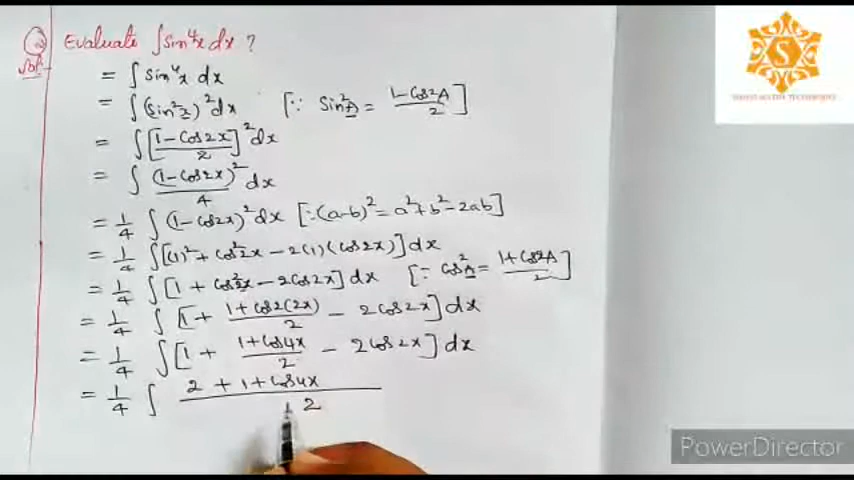 Q Evaluate ∫sin⁴x dx ?
Sol:-
= ∫ sin⁴x dx
= ∫ (sin²x)² dx [∵ sin²A = (1-cos2A)/2]
= ∫ [(1-cos2x)/2]² dx
= ∫ (1-cos2x)²/4 dx
= 1/4 ∫ (1-cos2x)² dx [∵ (a-b)² = a²+b²-2ab]
= 1/4 ∫[(1)² + cos²2x - 2(1)(cos2x)] dx
= 1/4 ∫ [1 + cos²2x - 2cos2x] dx [∵ cos²A = (1+cos2A)/2]
= 1/4 ∫ [1 + (1+cos2(2x))/2 - 2cos2x] dx
= 1/4 ∫[1 + (1+cos4x)/2 - 2cos2x] dx
= 1/4 ∫ (2 + 1+cos4x)/2
S
PowerDirector